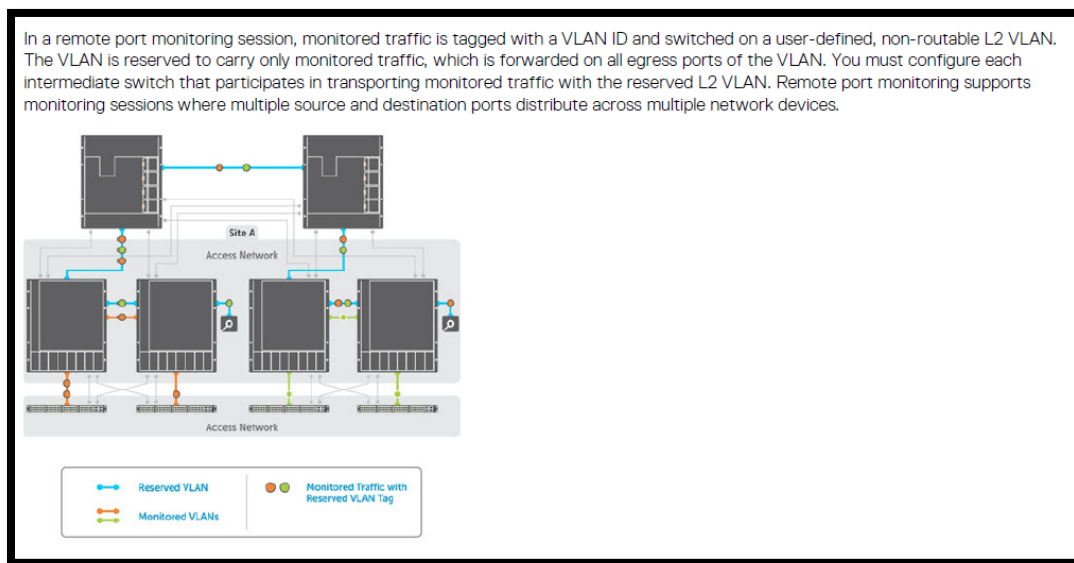 In a remote port monitoring session, monitored traffic is tagged with a VLAN ID and switched on a user-defined, non-routable L2 VLAN.
The VLAN is reserved to carry only monitored traffic, which is forwarded on all egress ports of the VLAN. You must configure each
intermediate switch that participates in transporting monitored traffic with the reserved L2 VLAN. Remote port monitoring supports
monitoring sessions where multiple source and destination ports distribute across multiple network devices.
Site A
Access Network
Access Network
Reserved VLAN
Monitored VLANs
Monitored Traffic with
Reserved VLAN Tag